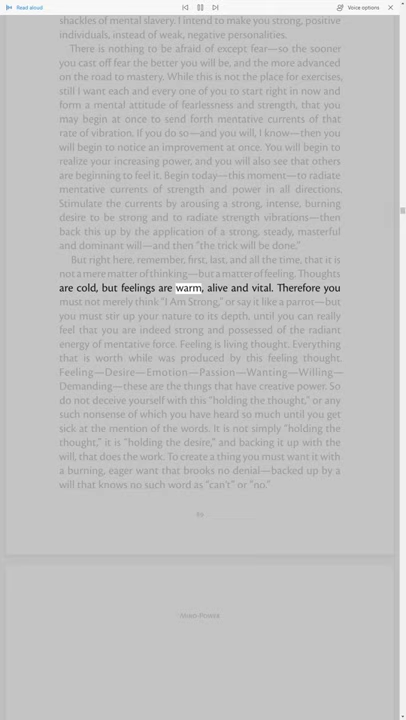 Read aloud
Voice options
shackles of mental slavery. I intend to make you strong, positive
individuals, instead of weak, negative personalities.
There is nothing to be afraid of except fear—so the sooner
you cast off fear the better you will be, and the more advanced
on the road to mastery. While this is not the place for exercises,
still I want each and every one of you to start right in now and
form a mental attitude of fearlessness and strength, that you
may begin at once to send forth mentative currents of that
rate of vibration. If you do so—and you will, I know—then you
will begin to notice an improvement at once. You will begin to
realize your increasing power, and you will also see that others
are beginning to feel it. Begin today—this moment—to radiate
mentative currents of strength and power in all directions.
Stimulate the currents by arousing a strong, intense, burning
desire to be strong and to radiate strength vibrations—then
back this up by the application of a strong, steady, masterful
and dominant will—and then "the trick will be done."
But right here, remember, first, last, and all the time, that it is
not a mere matter of thinking—but a matter of feeling. Thoughts
are cold, but feelings are warm, alive and vital. Therefore you
must not merely think "I Am Strong," or say it like a parrot—but
you must stir up your nature to its depth, until you can really
feel that you are indeed strong and possessed of the radiant
energy of mentative force. Feeling is living thought. Everything
that is worth while was produced by this feeling thought.
Feeling—Desire—Emotion—Passion—Wanting—Willing—
Demanding—these are the things that have creative power. So
do not deceive yourself with this "holding the thought," or any
such nonsense of which you have heard so much until you get
sick at the mention of the words. It is not simply "holding the
thought," it is "holding the desire," and backing it up with the
will, that does the work. To create a thing you must want it with
a burning, eager want that brooks no denial—backed up by a
will that knows no such word as "can't" or "no."
Mind-Power